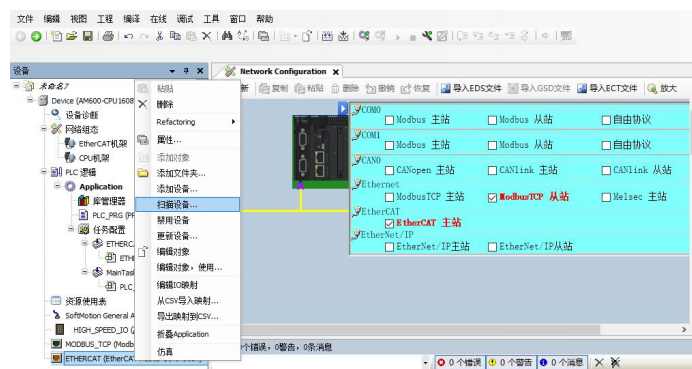 文件 编辑 视图 工程 编译 在线 调试 工具 窗口 帮助
设备
Network Configuration
未命名7
Device (AM600-CPU1608
设备诊断
网络组态
EtherCAT机架
CPU机架
PLC 逻辑
Application
库管理器
PLC_PRG (PR
任务配置
ETHERC
ETHE
MainTas
PLC_
资源使用表
SoftMotion General A
HIGH_SPEED_IO (
MODBUS_TCP (Modb
ETHERCAT (EtherCA
粘贴
删除
Refactoring
属性...
添加对象
添加文件夹...
添加设备...
扫描设备...
禁用设备
更新设备...
编辑对象
编辑对象，使用...
编辑IO映射
从CSV导入映射...
导出映射到CSV...
折叠Application
仿真
新 复制 粘贴 删除 撤销 恢复 导入EDS文件 导入GSD文件 导入ECT文件 放大
COM0
Modbus 主站 Modbus 从站 自由协议
COM1
Modbus 主站 Modbus 从站 自由协议
CAN0
CANopen 主站 CANlink 主站 CANlink 从站
Ethernet
ModbusTCP 主站 ModbusTCP 从站 Melsec 主站
EtherCAT
EtherCAT 主站
EtherNet/IP
EtherNet/IP主站 EtherNet/IP从站
个错误，0警告，0条消息
0 个错误 0 个警告 0 个消息